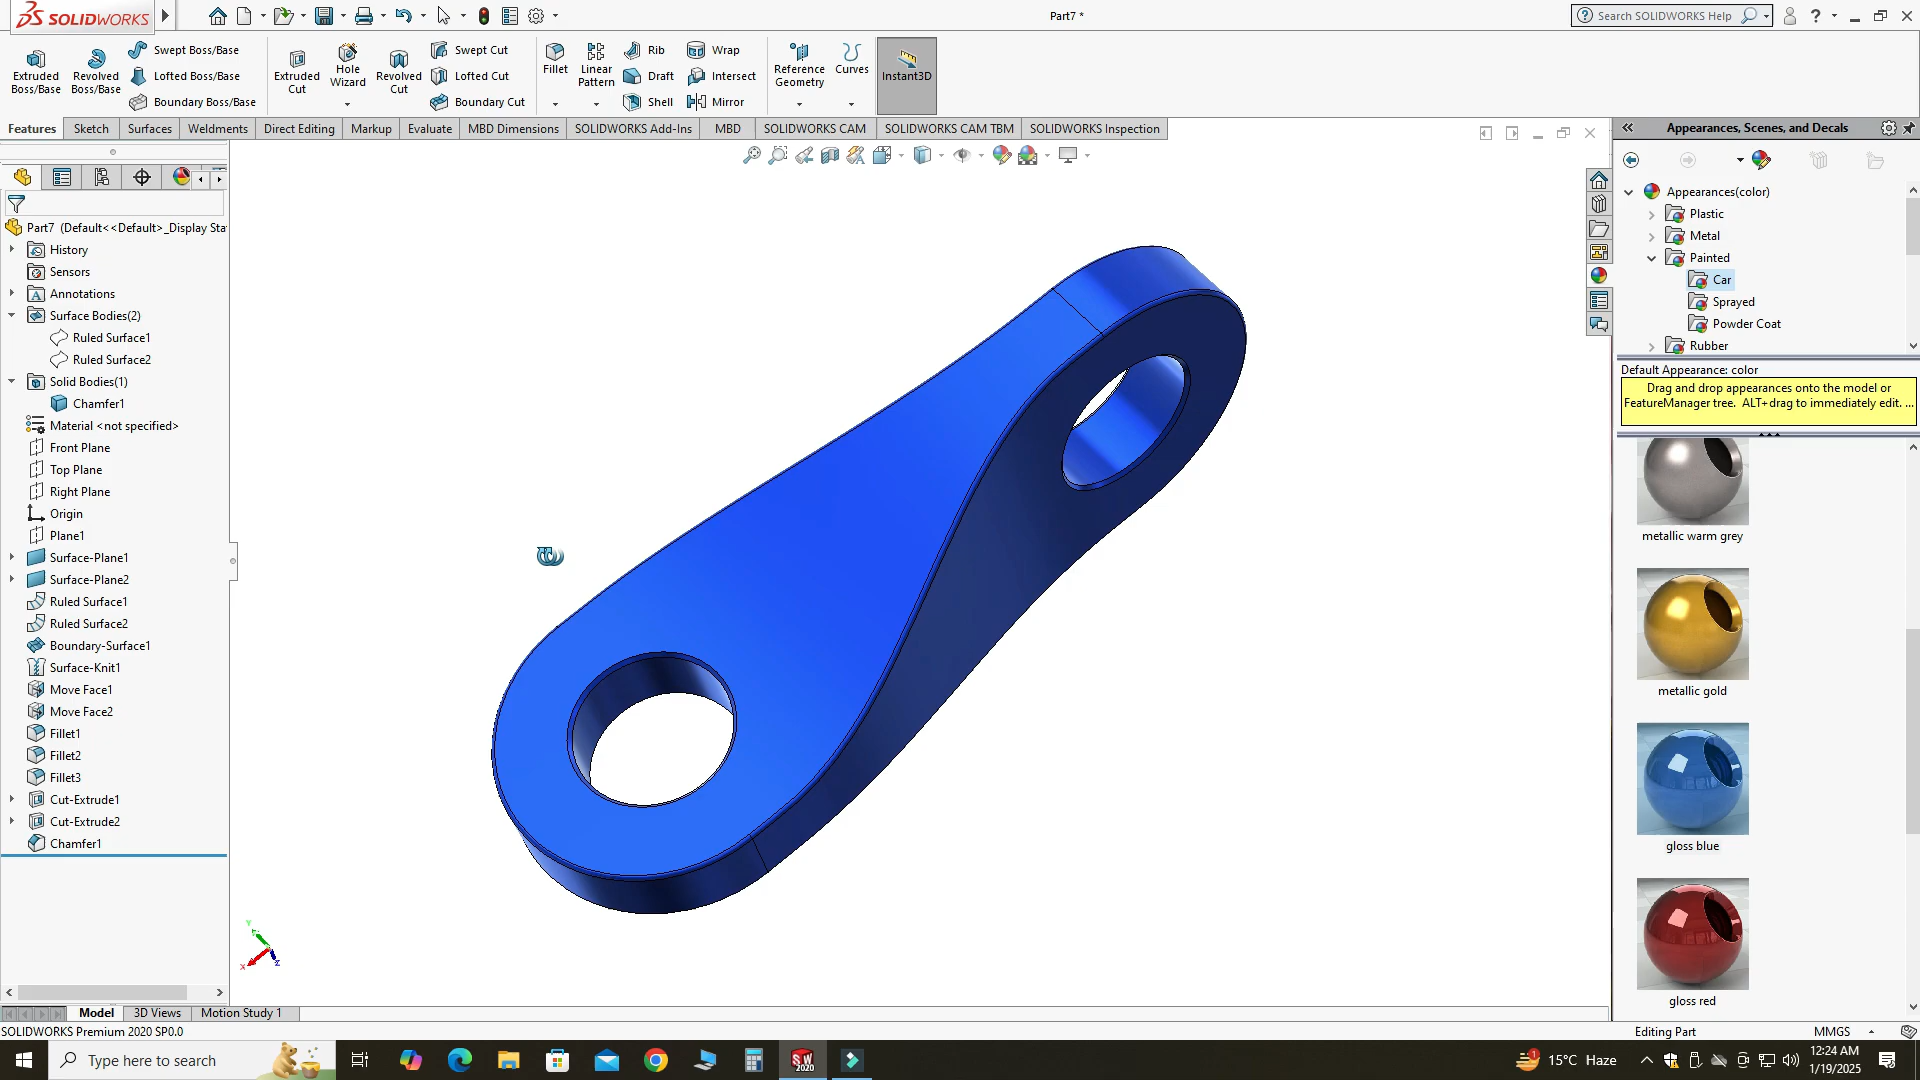 SOLIDWORKS
Part7 *
Search SOLIDWORKS Help
Extruded Boss/Base
Revolved Boss/Base
Swept Boss/Base
Lofted Boss/Base
Boundary Boss/Base
Extruded Cut
Hole Wizard
Revolved Cut
Swept Cut
Lofted Cut
Boundary Cut
Fillet
Linear Pattern
Rib
Draft
Shell
Wrap
Intersect
Mirror
Reference Geometry
Curves
Instant3D
Features
Sketch
Surfaces
Weldments
Direct Editing
Markup
Evaluate
MBD Dimensions
SOLIDWORKS Add-Ins
MBD
SOLIDWORKS CAM
SOLIDWORKS CAM TBM
SOLIDWORKS Inspection
Part7 (Default<<Default>_Display Sta
History
Sensors
Annotations
Surface Bodies(2)
Ruled Surface1
Ruled Surface2
Solid Bodies(1)
Chamfer1
Material <not specified>
Front Plane
Top Plane
Right Plane
Origin
Plane1
Surface-Plane1
Surface-Plane2
Ruled Surface1
Ruled Surface2
Boundary-Surface1
Surface-Knit1
Move Face1
Move Face2
Fillet1
Fillet2
Fillet3
Cut-Extrude1
Cut-Extrude2
Chamfer1
Y
X
Z
Appearances, Scenes, and Decals
Appearances(color)
Plastic
Metal
Painted
Car
Sprayed
Powder Coat
Rubber
Default Appearance: color
Drag and drop appearances onto the model or
FeatureManager tree. ALT+drag to immediately edit. ...
metallic warm grey
metallic gold
gloss blue
gloss red
Model
3D Views
Motion Study 1
SOLIDWORKS Premium 2020 SP0.0
Editing Part
MMGS
Type here to search
SW
2020
1
15°C Haze
12:24 AM
1/19/2025